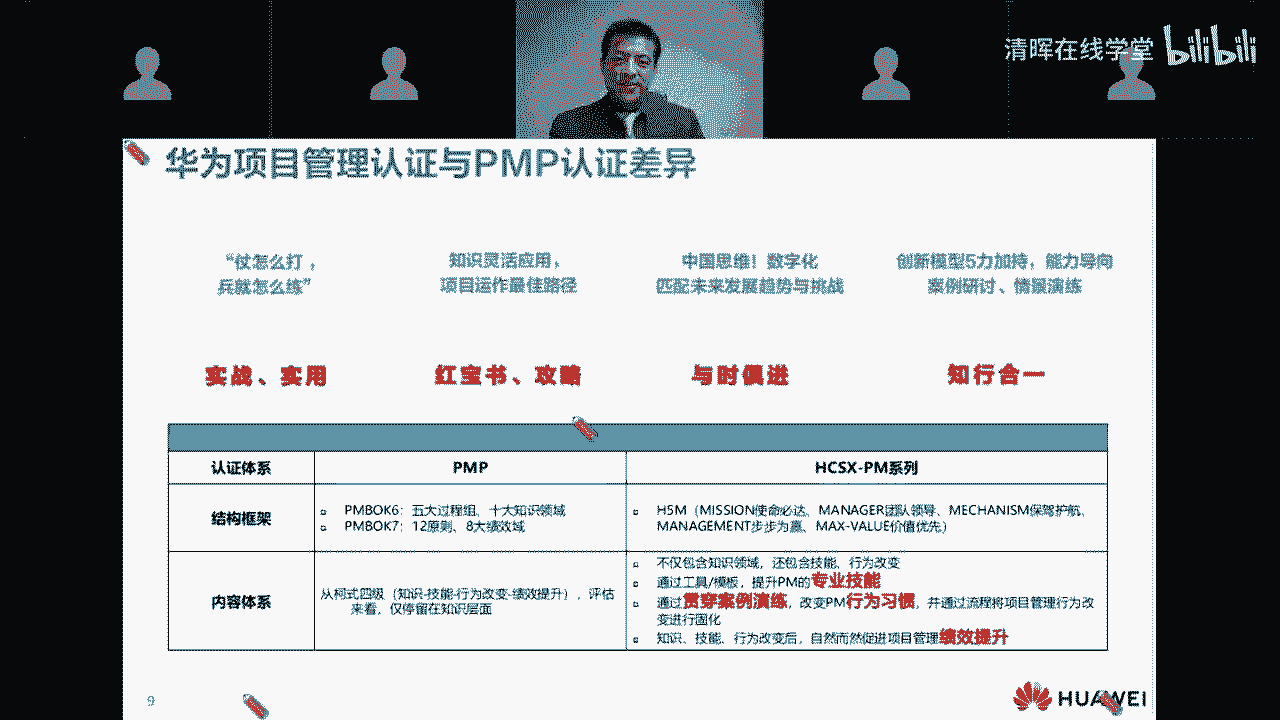 清晖在线学堂 bilibili
华为项目管理认证与PMP认证差异
“仗怎么打，
兵就怎么练”
知识灵活应用，
项目运作最佳路径
中国思维！数字化
匹配未来发展趋势与挑战
创新模型5力加持，能力导向
案例研讨、情景演练
实战、实用
红宝书、攻略
与时俱进
知行合一
认证体系
PMP
HCSX-PM系列
结构框架
PMBOK6：五大过程组、十大知识领域
PMBOK7：12原则、8大绩效域
H5M（MISSION使命必达、MANAGER团队领导、MECHANISM保驾护航、
MANAGEMENT步步为赢、MAX-VALUE价值优先）
内容体系
从柯式四级（知识-技能-行为改变-绩效提升），评估
来看，仅停留在知识层面
不仅包含知识领域，还包含技能、行为改变
通过工具/模板，提升PM的专业技能
通过贯穿案例演练，改变PM行为习惯，并通过流程将项目管理行为改
变进行固化
知识、技能、行为改变后，自然而然促进项目管理绩效提升
9
HUAWEI